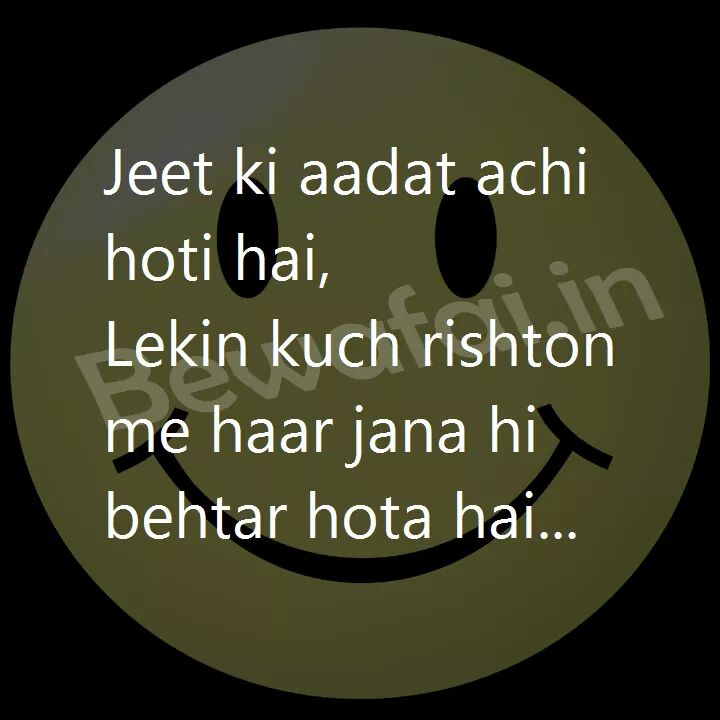 Jeet ki aadat achi
hoti hai,
Bewafai.in
Lekin kuch rishton
me haar jana hi
behtar hota hai...